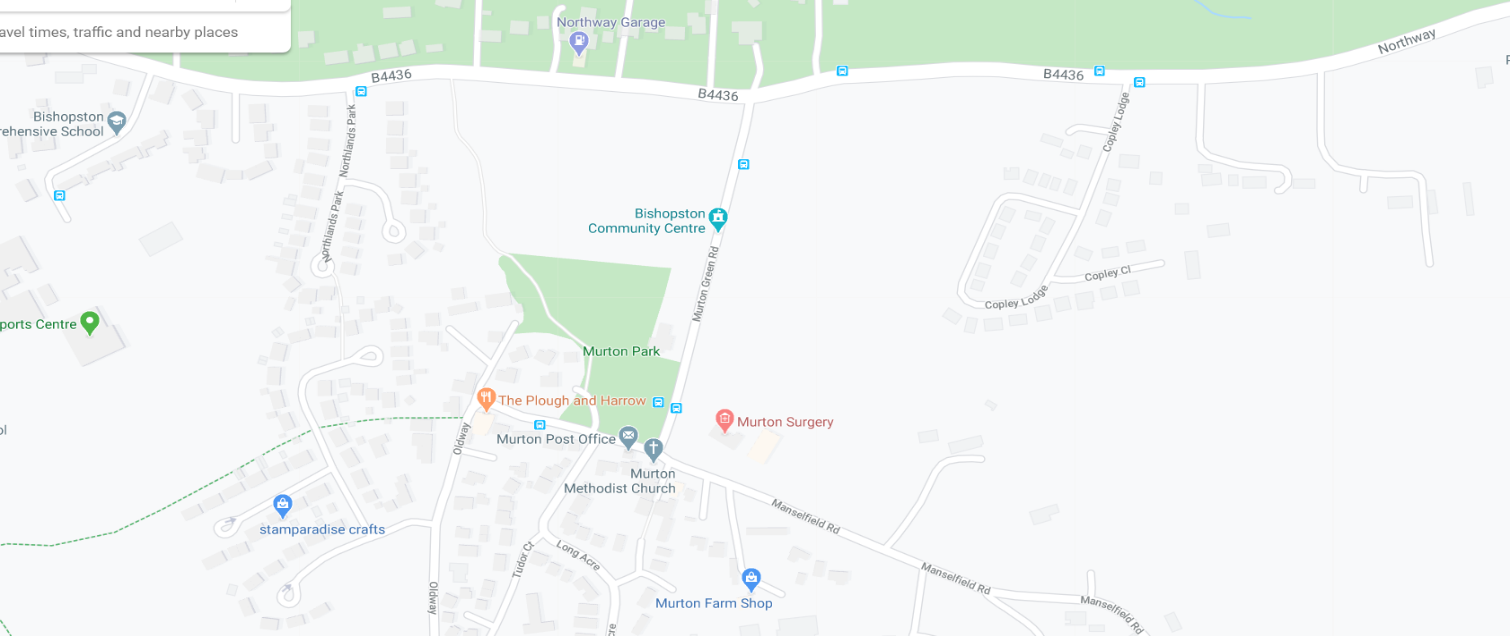 avel times, traffic and nearby places
Northway Garage
Northway
B4436
B4436
B4436
Bishopston
rehensive School
Northlands Park
Northlands Park
Copley Lodge
Bishopston
Community Centre
Murton Green Rd
Copley Cl
Copley Lodge
ports Centre
Murton Park
The Plough and Harrow
Murton Surgery
ol
Oldway
Murton Post Office
Murton
Methodist Church
Manselfield Rd
stamparadise crafts
Long Acre
Tudor Ct
Manselfield Rd
Oldway
Murton Farm Shop
Manselfield Rd
cre